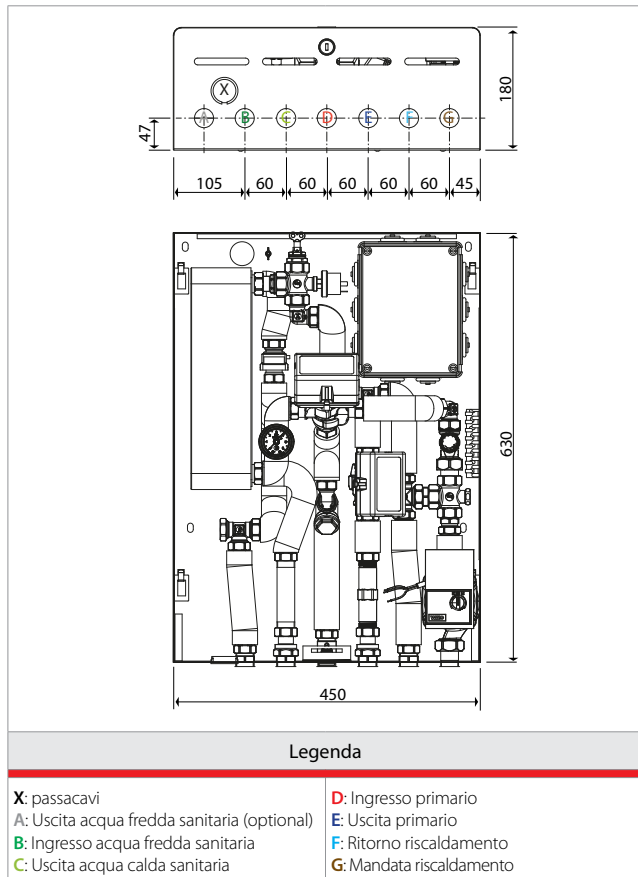 X
A B C D E F G
180
47
105 60 60 60 60 60 45
630
450
Legenda
X: passacavi
A: Uscita acqua fredda sanitaria (optional)
B: Ingresso acqua fredda sanitaria
C: Uscita acqua calda sanitaria
D: Ingresso primario
E: Uscita primario
F: Ritorno riscaldamento
G: Mandata riscaldamento